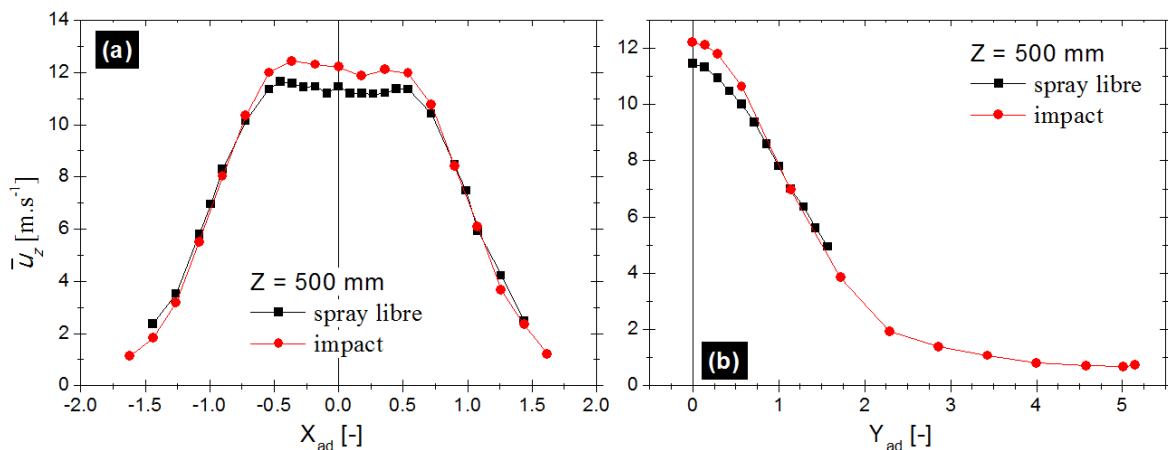 (a)
12
10
8
6
4
2
0
ū_z [m.s⁻¹]
Z = 500 mm
spray libre
impact
-2.0 -1.5 -1.0 -0.5 0.0 0.5 1.0 1.5 2.0
X_ad [-]
12
10
8
6
4
2
0
Z = 500 mm
spray libre
impact
(b)
0 1 2 3 4 5
Y_ad [-]